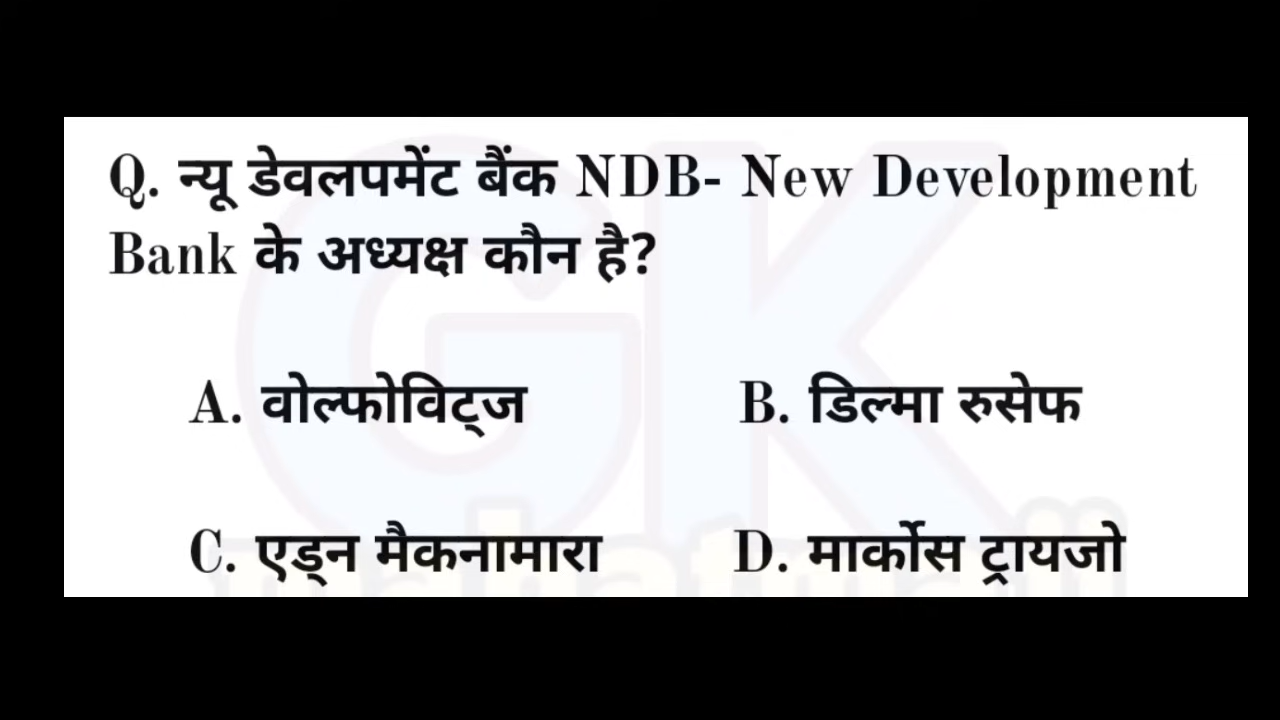 Q. न्यू डेवलपमेंट बैंक NDB- New Development
Bank के अध्यक्ष कौन है?
A. वोल्फोविट्ज B. डिल्मा रुसेफ
C. एड्न मैकनामारा D. मार्कोस ट्रायजो